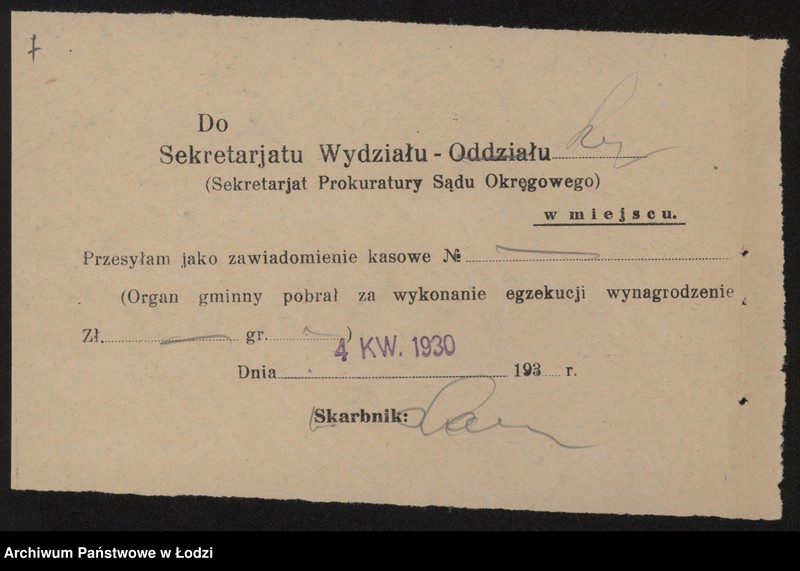 7
Do
Sekretarjatu Wydziału - Oddziału
(Sekretarjat Prokuratury Sądu Okręgowego)
w miejscu.
Przesyłam jako zawiadomienie kasowe №
(Organ gminny pobrał za wykonanie egzekucji wynagrodzenie
Zł. gr. )
4 KW. 1930
Dnia 193 r.
Skarbnik:
Archiwum Państwowe w Łodzi